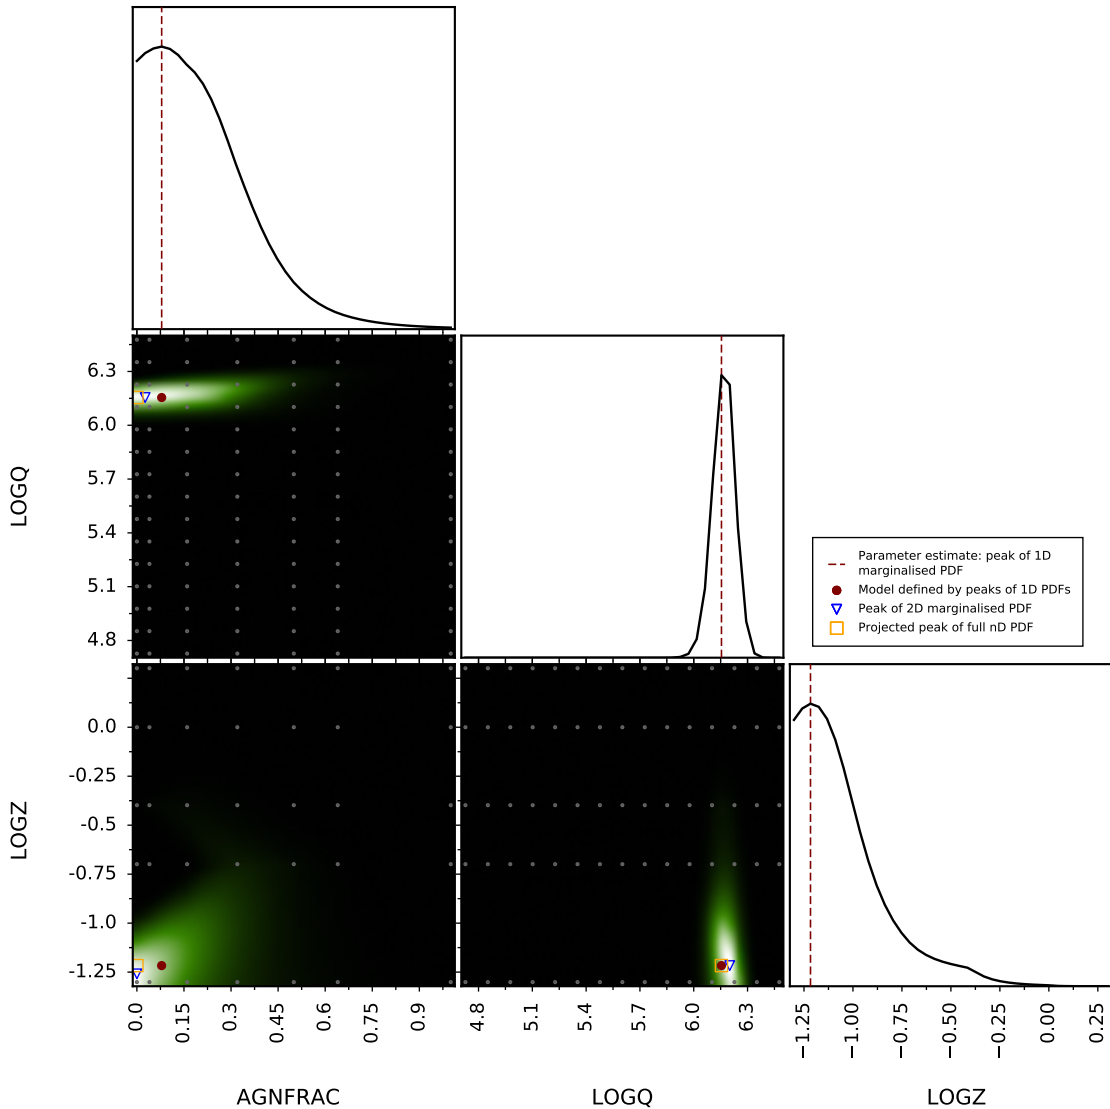 6.3
6.0
5.7
5.4
5.1
4.8
LOGQ
Parameter estimate: peak of 1D
marginalised PDF
Model defined by peaks of 1D PDFs
Peak of 2D marginalised PDF
Projected peak of full nD PDF
0.0
-0.25
-0.5
-0.75
-1.0
-1.25
LOGZ
0.0 0.15 0.3 0.45 0.6 0.75 0.9
4.8 5.1 5.4 5.7 6.0 6.3
−1.25 −1.00 −0.75 −0.50 −0.25 0.00 0.25
AGNFRAC
LOGQ
LOGZ